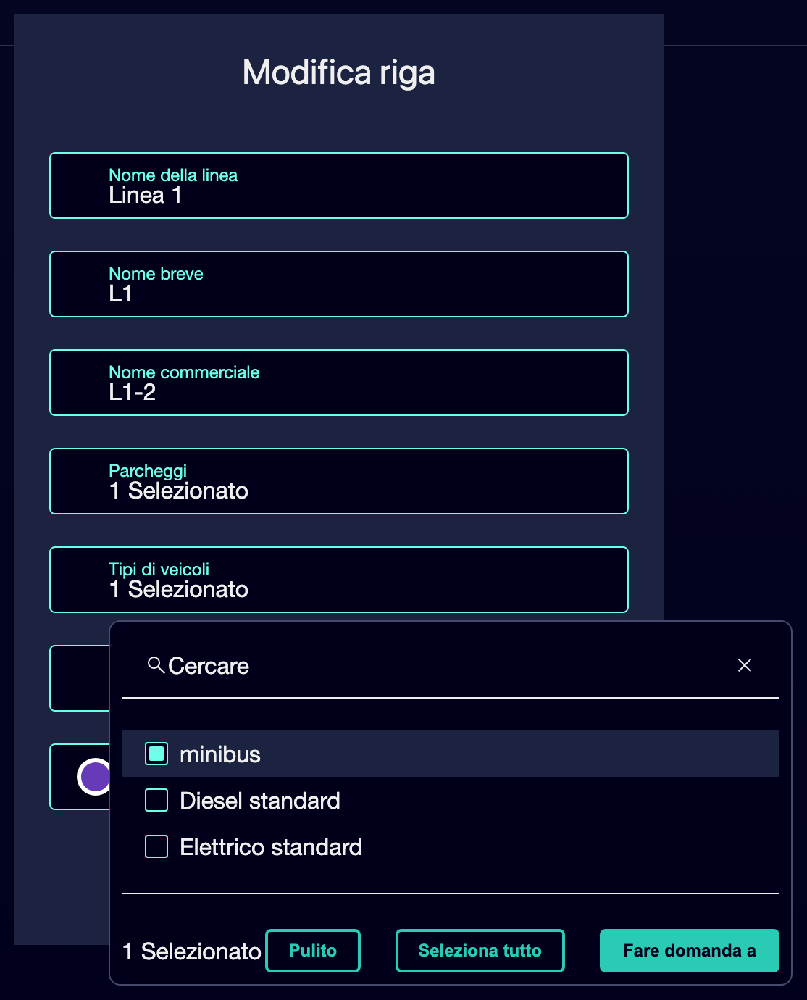 Modifica riga
Nome della linea
Linea 1
Nome breve
L1
Nome commerciale
L1-2
Parcheggi
1 Selezionato
Tipi di veicoli
1 Selezionato
Cercare
minibus
Diesel standard
Elettrico standard
1 Selezionato Pulito Seleziona tutto Fare domanda a